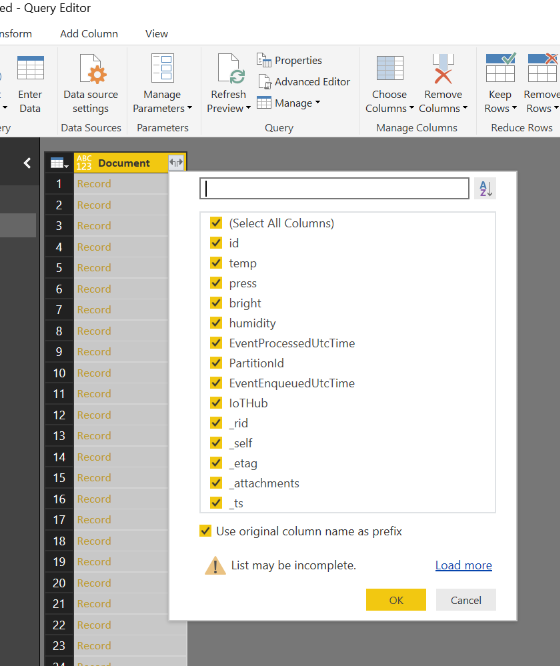 ed - Query Editor
nsform Add Column View
Enter Data
Data source settings
Manage Parameters
Refresh Preview
Properties
Advanced Editor
Manage
Choose Columns
Remove Columns
Keep Rows
Remove Rows
ry Data Sources Parameters Query Manage Columns Reduce Rows
ABC 123 Document
A Z
1 Record
2 Record
3 Record
4 Record
5 Record
6 Record
7 Record
8 Record
9 Record
10 Record
11 Record
12 Record
13 Record
14 Record
15 Record
16 Record
17 Record
18 Record
19 Record
20 Record
21 Record
22 Record
23 Record
24 Record
(Select All Columns)
id
temp
press
bright
humidity
EventProcessedUtcTime
PartitionId
EventEnqueuedUtcTime
IoTHub
_rid
_self
_etag
_attachments
_ts
Use original column name as prefix
List may be incomplete. Load more
OK Cancel